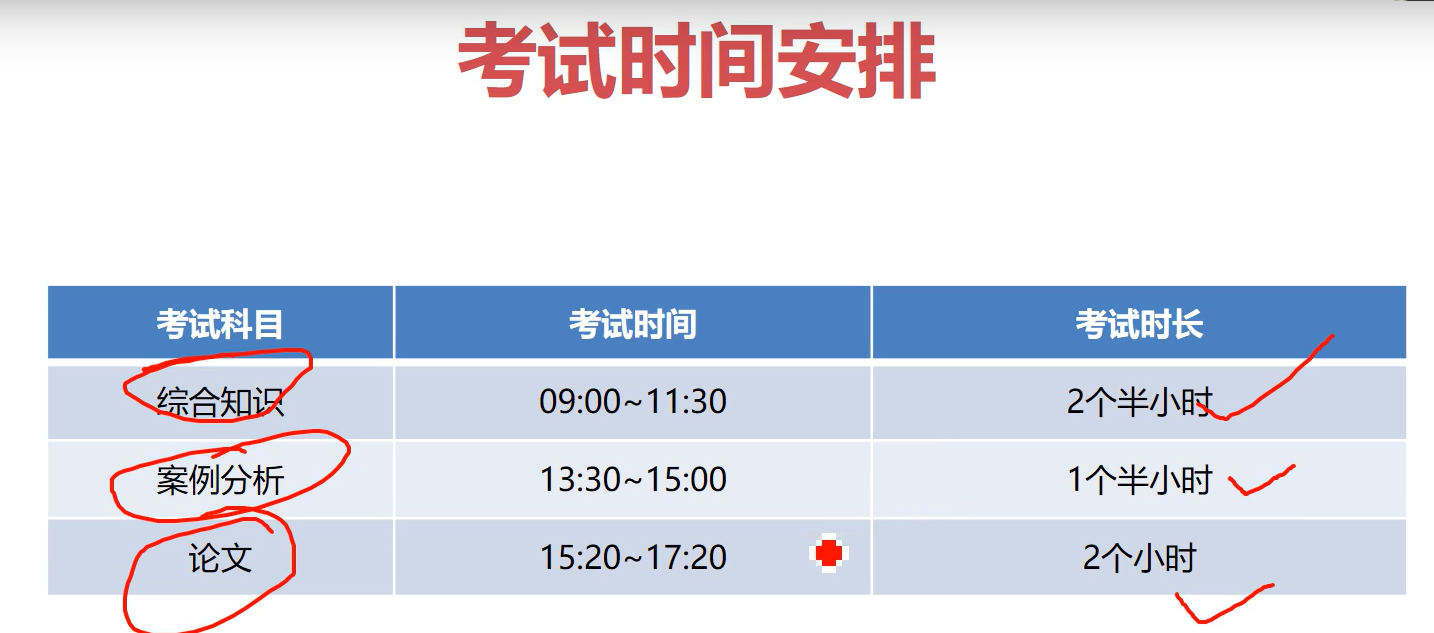 考试时间安排
考试科目 考试时间 考试时长
综合知识 09:00~11:30 2个半小时
案例分析 13:30~15:00 1个半小时
论文 15:20~17:20 2个小时